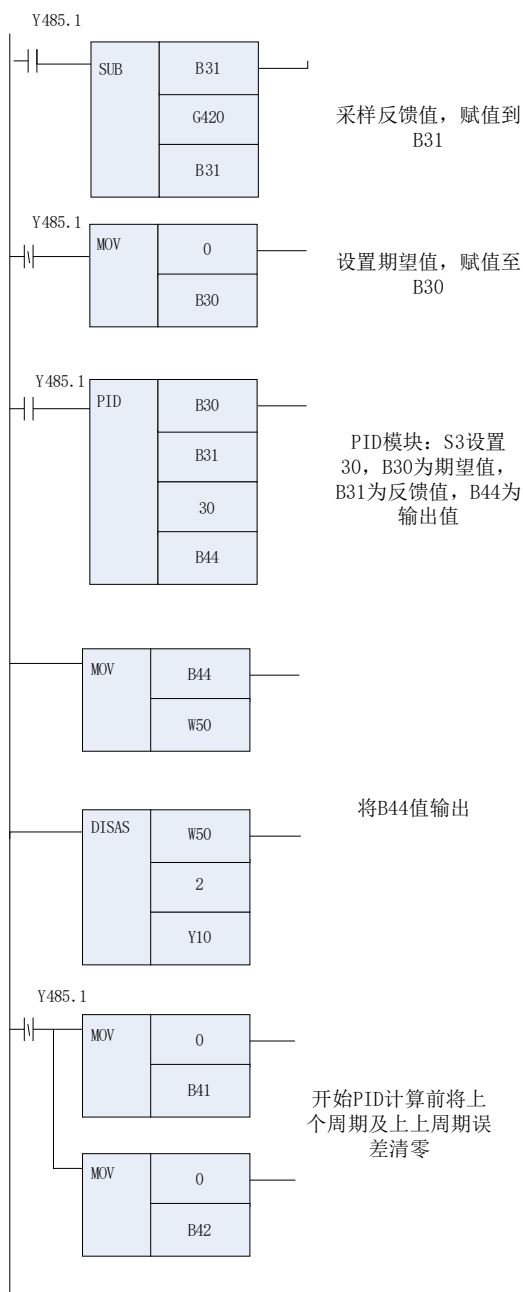 Y485.1
SUB
B31
G420
B31
采样反馈值，赋值到
B31
Y485.1
MOV
0
B30
设置期望值，赋值至
B30
Y485.1
PID
B30
B31
30
B44
PID模块：S3设置
30，B30为期望值，
B31为反馈值，B44为
输出值
MOV
B44
W50
将B44值输出
DISAS
W50
2
Y10
Y485.1
MOV
0
B41
开始PID计算前将上
个周期及上上周期误
差清零
MOV
0
B42